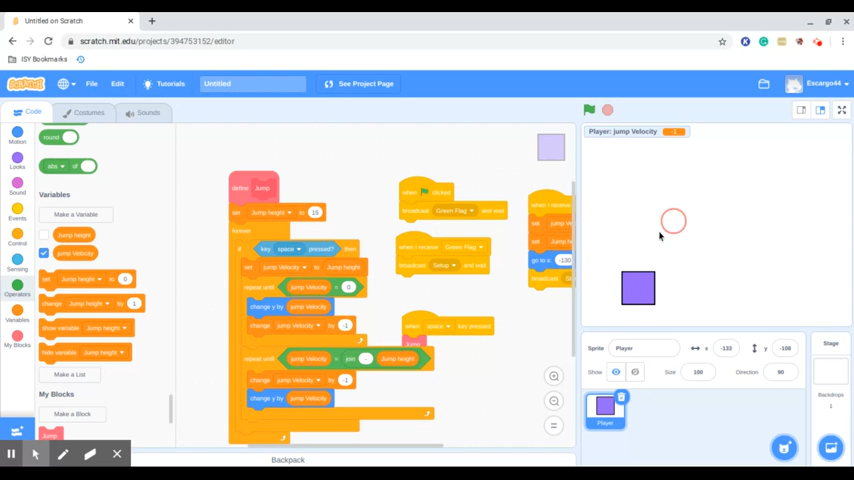 Untitled on Scratch
scratch.mit.edu/projects/394753152/editor
ISY Bookmarks
SCRATCH
File
Edit
Tutorials
Untitled
See Project Page
Escargo44
Code
Costumes
Sounds
Motion
Looks
Sound
Events
Control
Sensing
Operators
Variables
My Blocks
round
abs of
Variables
Make a Variable
Jump height
jump Velocity
set Jump height to 0
change Jump height by 1
show variable Jump height
hide variable Jump height
Make a List
My Blocks
Make a Block
Jump
define Jump
set Jump height to 15
forever
if key space pressed? then
set jump Velocity to Jump height
repeat until jump Velocity = 0
change y by jump Velocity
change jump Velocity by -1
repeat until jump Velocity = join - Jump height
change jump Velocity by -1
change y by jump Velocity
when clicked
broadcast Green Flag and wait
when I receive Green Flag
broadcast Setup and wait
when space key pressed
Jump
when I receive
set jump V
set Jump h
go to x: -130
broadcast
Player: jump Velocity -1
Sprite Player x -133 y -108
Show Size 100 Direction 90
Player
Stage
Backdrops
1
Backpack